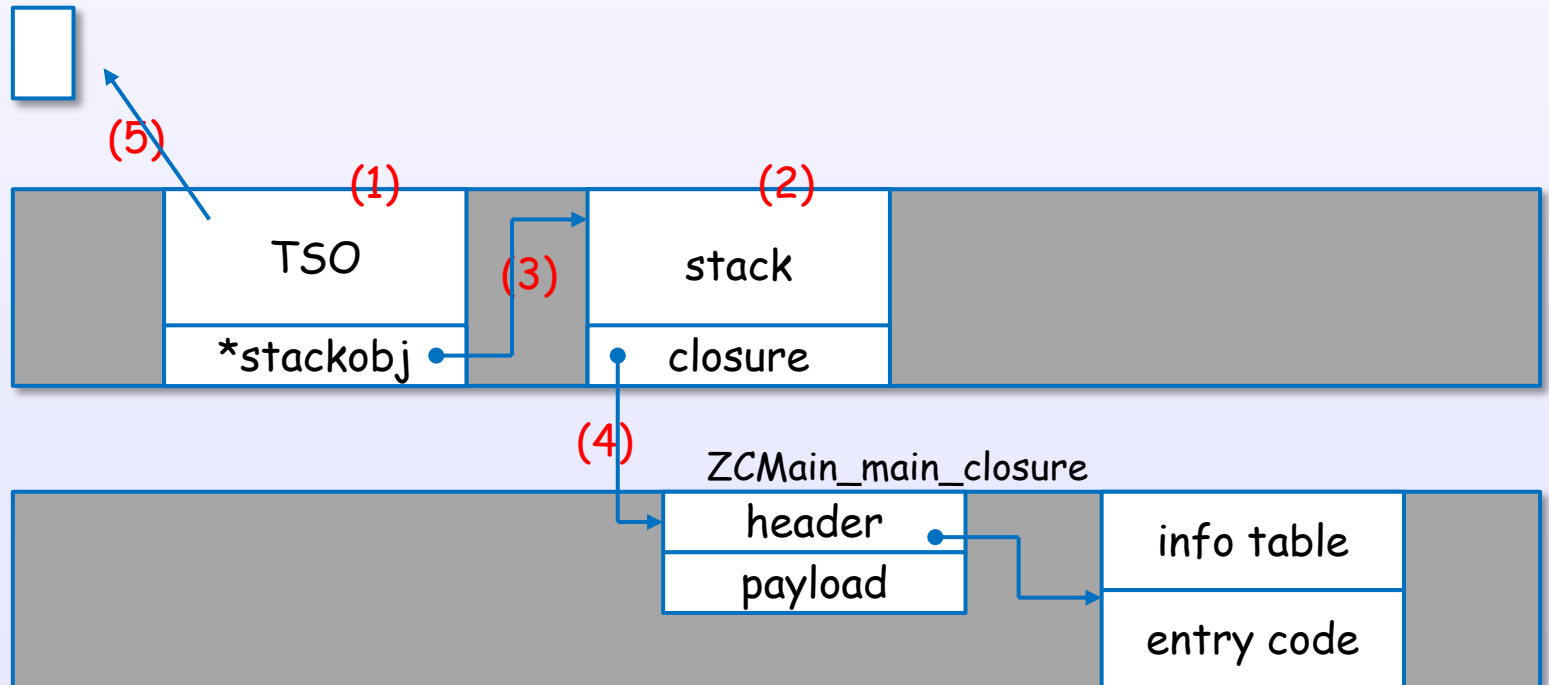 (5)
(1)
(2)
TSO
(3)
stack
*stackobj
closure
(4)
ZCMain_main_closure
header
info table
payload
entry code